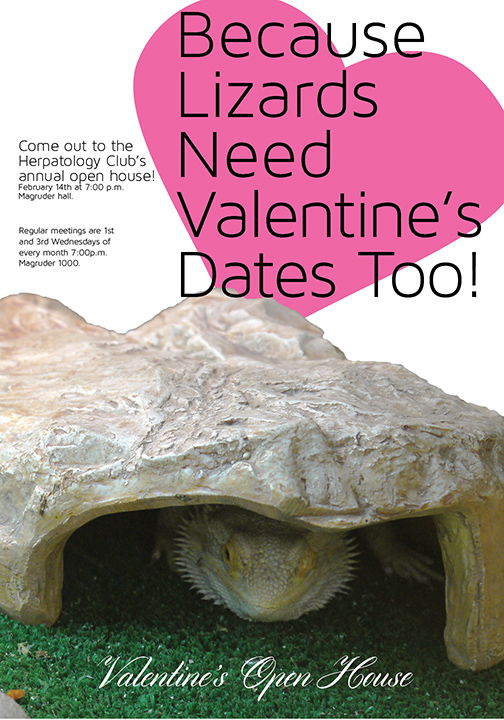 Because
Lizards
Need
Valentine's
Dates Too!
Come out to the
Herpatology Club's
annual open house!
February 14th at 7:00 p.m.
Magruder hall.
Regular meetings are 1st
and 3rd Wednesdays of
every month 7:00p.m.
Magruder 1000.
Valentine's Open House